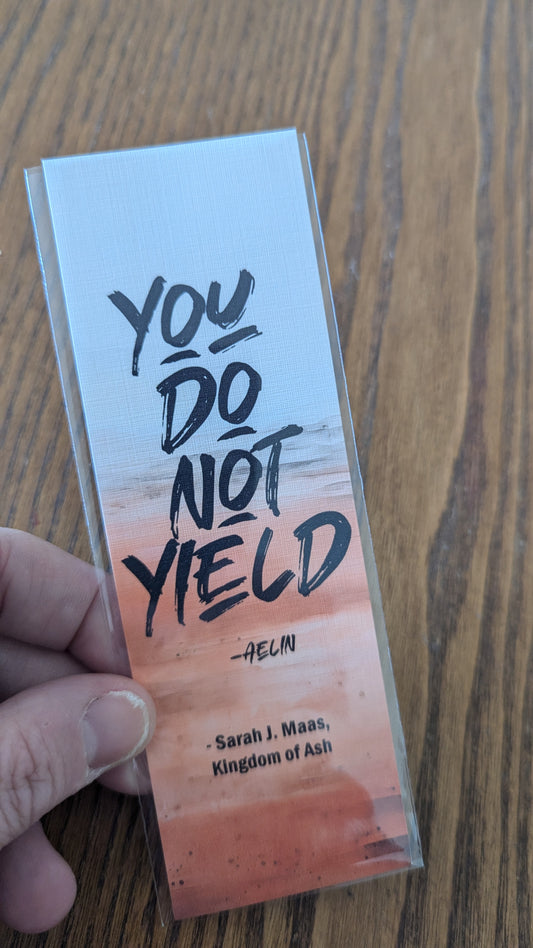 YOU
DO
NOT
YIELD
-AELIN
- Sarah J. Maas,
Kingdom of Ash